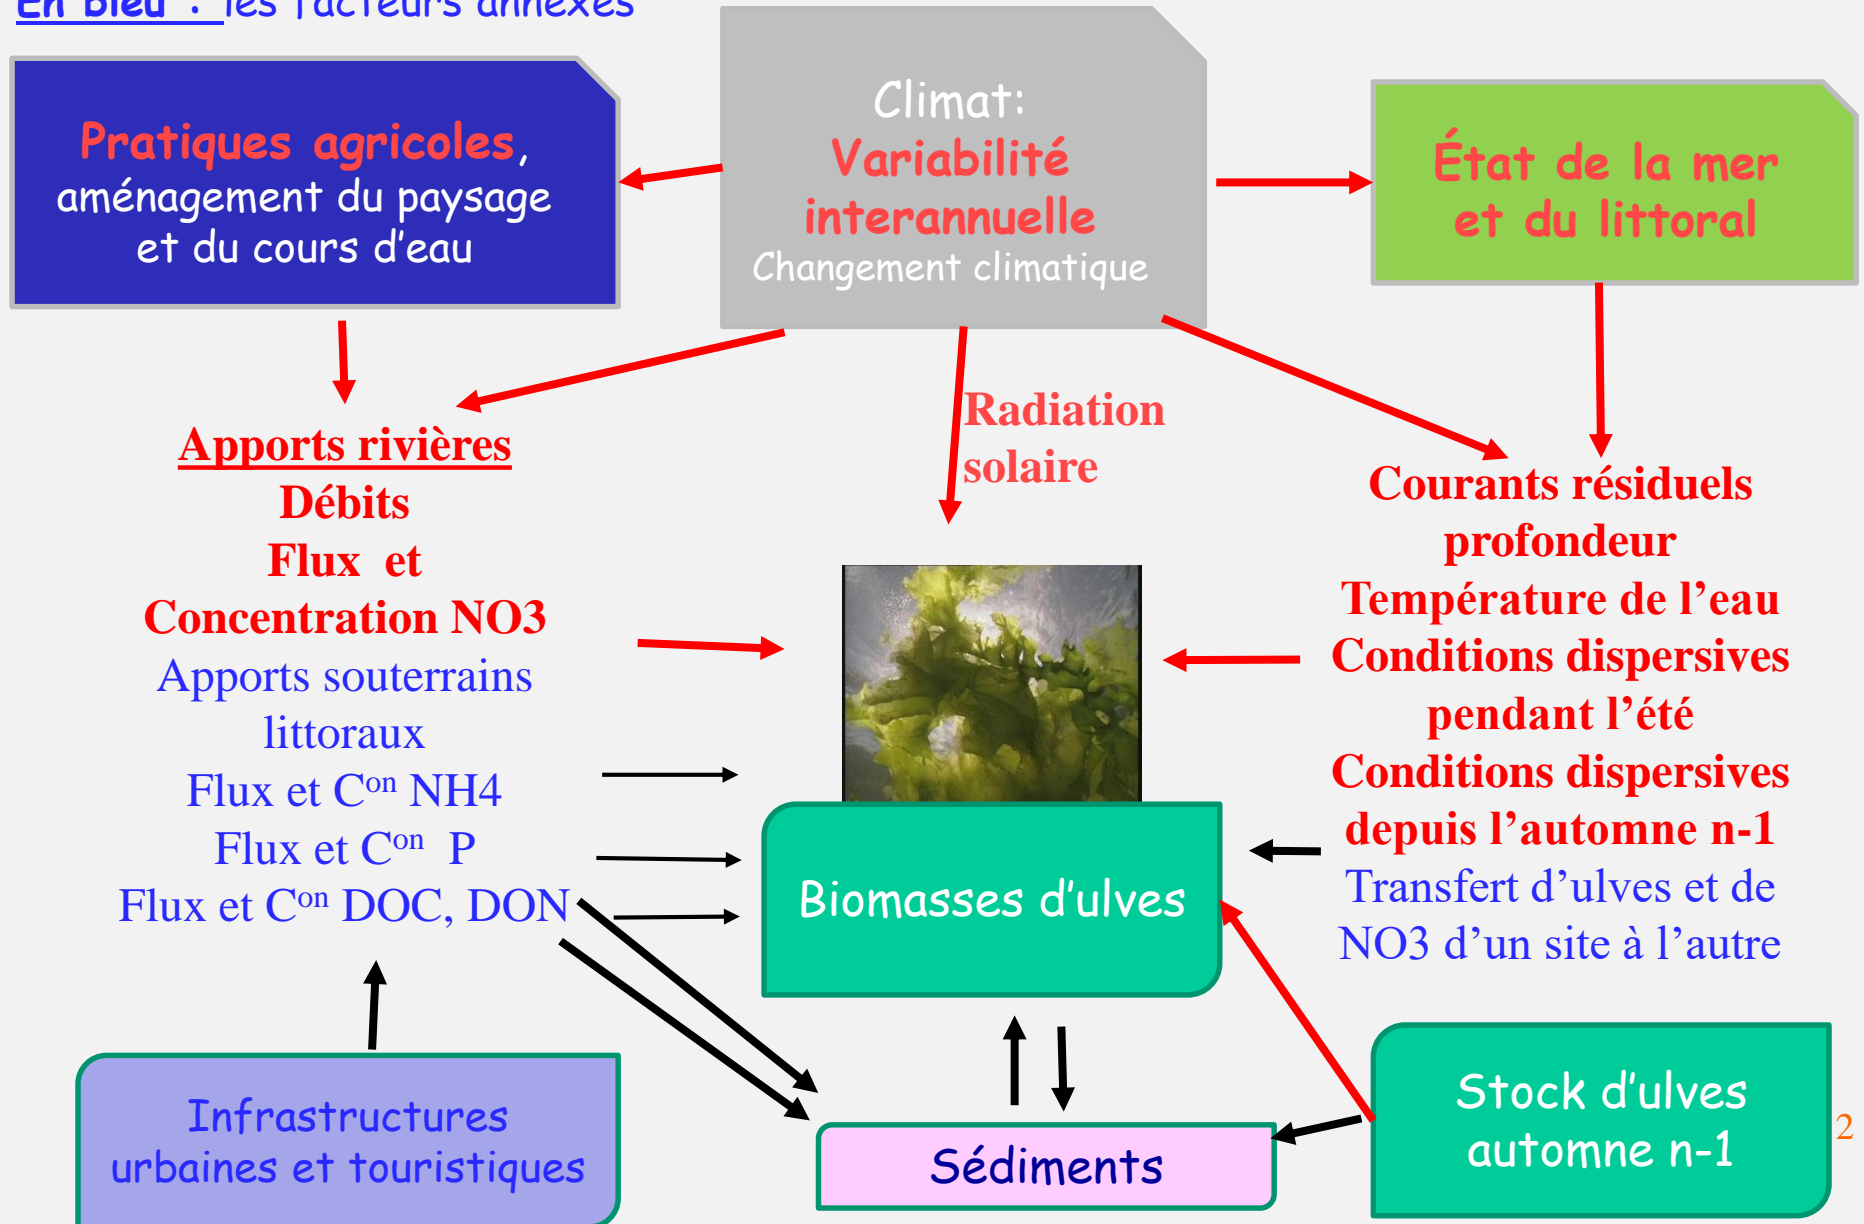 En bleu : les facteurs annexes
Pratiques agricoles,
aménagement du paysage
et du cours d'eau
Climat:
Variabilité
interannuelle
Changement climatique
État de la mer
et du littoral
Radiation
solaire
Apports rivières
Débits
Flux et
Concentration NO3
Apports souterrains
littoraux
Flux et Con NH4
Flux et Con P
Flux et Con DOC, DON
Courants résiduels
profondeur
Température de l’eau
Conditions dispersives
pendant l’été
Conditions dispersives
depuis l’automne n-1
Transfert d’ulves et de
NO3 d’un site à l’autre
Biomasses d’ulves
Infrastructures
urbaines et touristiques
Sédiments
Stock d’ulves
automne n-1
2